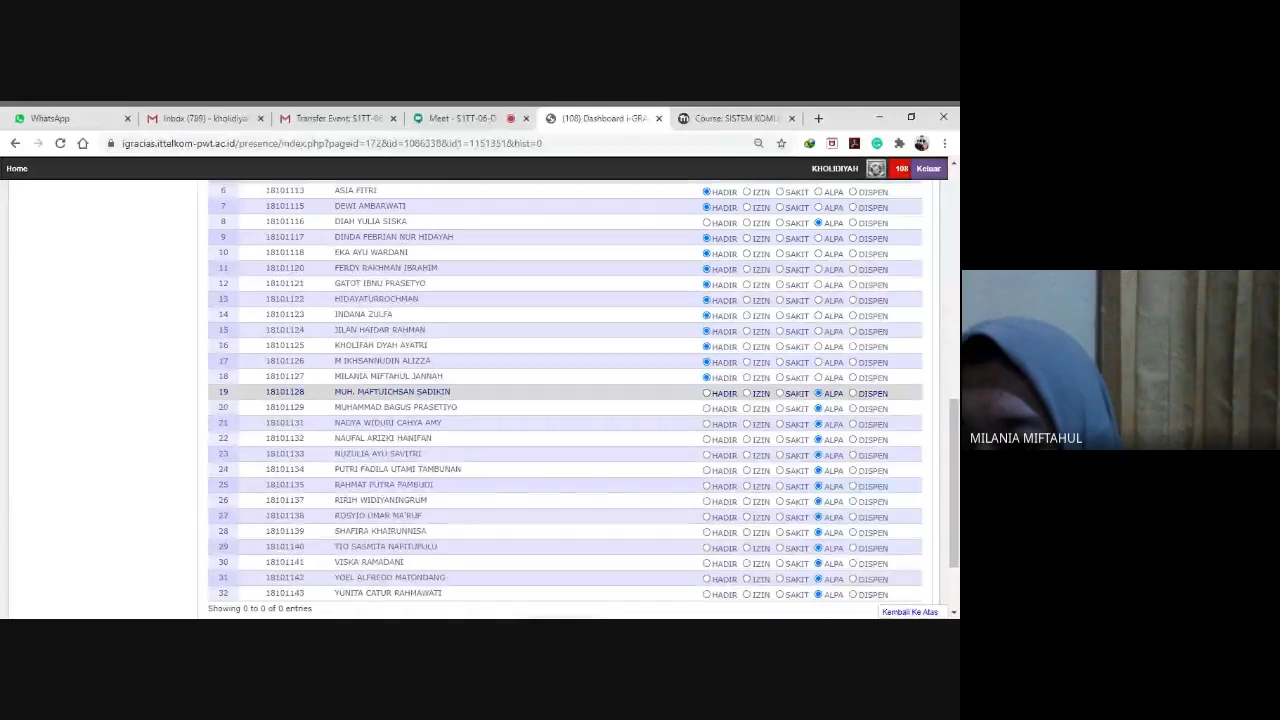 WhatsApp
Inbox (789) - kholidiya
Transfer Event: S1TT-06
Meet - S1TT-06-D
(108) Dashboard i-GRA
Course: SISTEM KOMU
igracias.ittelkom-pwt.ac.id/presence/index.php?pageid=172&id=1086338&id1=1151351&hist=0
Home KHOLIDIYAH 108 Keluar
6 18101113 ASIA FITRI HADIR IZIN SAKIT ALPA DISPEN
7 18101115 DEWI AMBARWATI HADIR IZIN SAKIT ALPA DISPEN
8 18101116 DIAH YULIA SISKA HADIR IZIN SAKIT ALPA DISPEN
9 18101117 DINDA FEBRIAN NUR HIDAYAH HADIR IZIN SAKIT ALPA DISPEN
10 18101118 EKA AYU WARDANI HADIR IZIN SAKIT ALPA DISPEN
11 18101120 FERDY RAKHMAN IBRAHIM HADIR IZIN SAKIT ALPA DISPEN
12 18101121 GATOT IBNU PRASETYO HADIR IZIN SAKIT ALPA DISPEN
13 18101122 HIDAYATURROCHMAN HADIR IZIN SAKIT ALPA DISPEN
14 18101123 INDANA ZULFA HADIR IZIN SAKIT ALPA DISPEN
15 18101124 JILAN HAIDAR RAHMAN HADIR IZIN SAKIT ALPA DISPEN
16 18101125 KHOLIFAH DYAH AYATRI HADIR IZIN SAKIT ALPA DISPEN
17 18101126 M IKHSANNUDIN ALIZZA HADIR IZIN SAKIT ALPA DISPEN
18 18101127 MILANIA MIFTAHUL JANNAH HADIR IZIN SAKIT ALPA DISPEN
19 18101128 MUH. MAFTUICHSAN SADIKIN HADIR IZIN SAKIT ALPA DISPEN
20 18101129 MUHAMMAD BAGUS PRASETIYO HADIR IZIN SAKIT ALPA DISPEN
21 18101131 NADYA WIDURI CAHYA AMY HADIR IZIN SAKIT ALPA DISPEN
22 18101132 NAUFAL ARIZKI HANIFAN HADIR IZIN SAKIT ALPA DISPEN
23 18101133 NUZULIA AYU SAVITRI HADIR IZIN SAKIT ALPA DISPEN
24 18101134 PUTRI FADILA UTAMI TAMBUNAN HADIR IZIN SAKIT ALPA DISPEN
25 18101135 RAHMAT PUTRA PAMBUDI HADIR IZIN SAKIT ALPA DISPEN
26 18101137 RIRIH WIDIYANINGRUM HADIR IZIN SAKIT ALPA DISPEN
27 18101138 ROSYID UMAR MA'RUF HADIR IZIN SAKIT ALPA DISPEN
28 18101139 SHAFIRA KHAIRUNNISA HADIR IZIN SAKIT ALPA DISPEN
29 18101140 TIO SASMITA NAPITUPULU HADIR IZIN SAKIT ALPA DISPEN
30 18101141 VISKA RAMADANI HADIR IZIN SAKIT ALPA DISPEN
31 18101142 YOEL ALFREDO MATONDANG HADIR IZIN SAKIT ALPA DISPEN
32 18101143 YUNITA CATUR RAHMAWATI HADIR IZIN SAKIT ALPA DISPEN
Showing 0 to 0 of 0 entries
Kembali Ke Atas
MILANIA MIFTAHUL